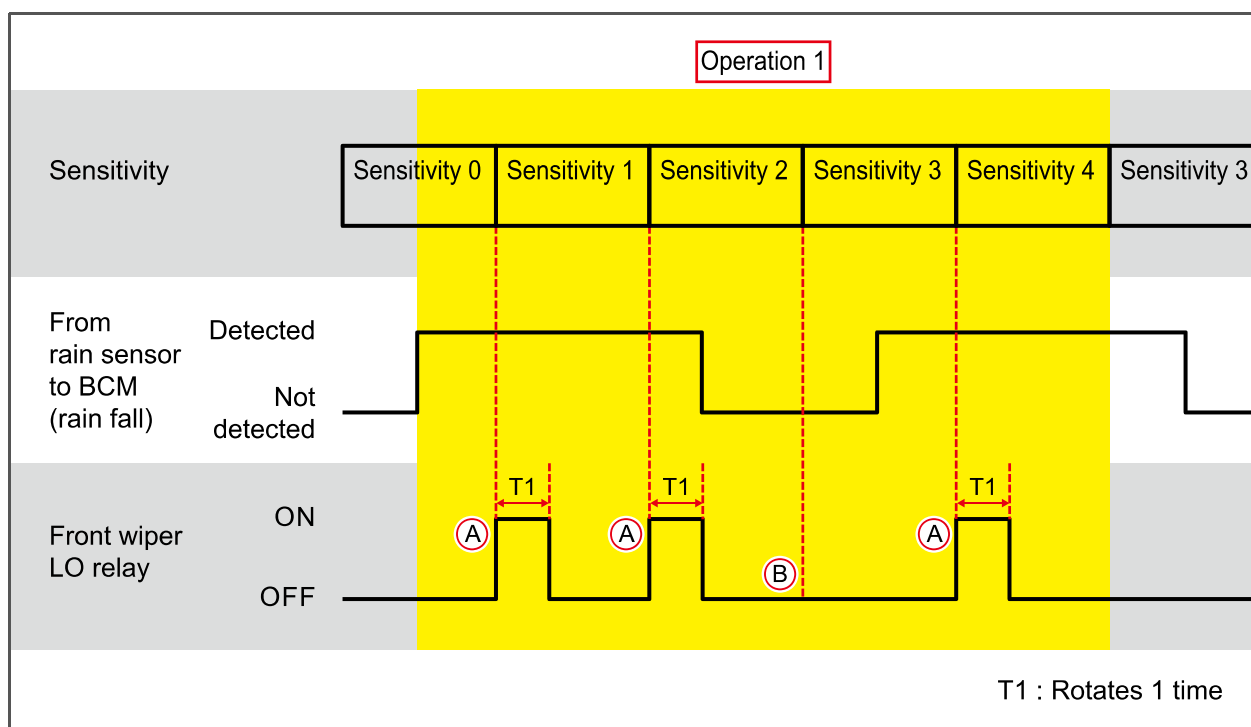 Operation 1
Sensitivity
Sensitivity 0
Sensitivity 1
Sensitivity 2
Sensitivity 3
Sensitivity 4
Sensitivity 3
From
rain sensor
to BCM
(rain fall)
Detected
Not
detected
T1
T1
T1
Front wiper
LO relay
ON
OFF
A
A
B
A
T1 : Rotates 1 time